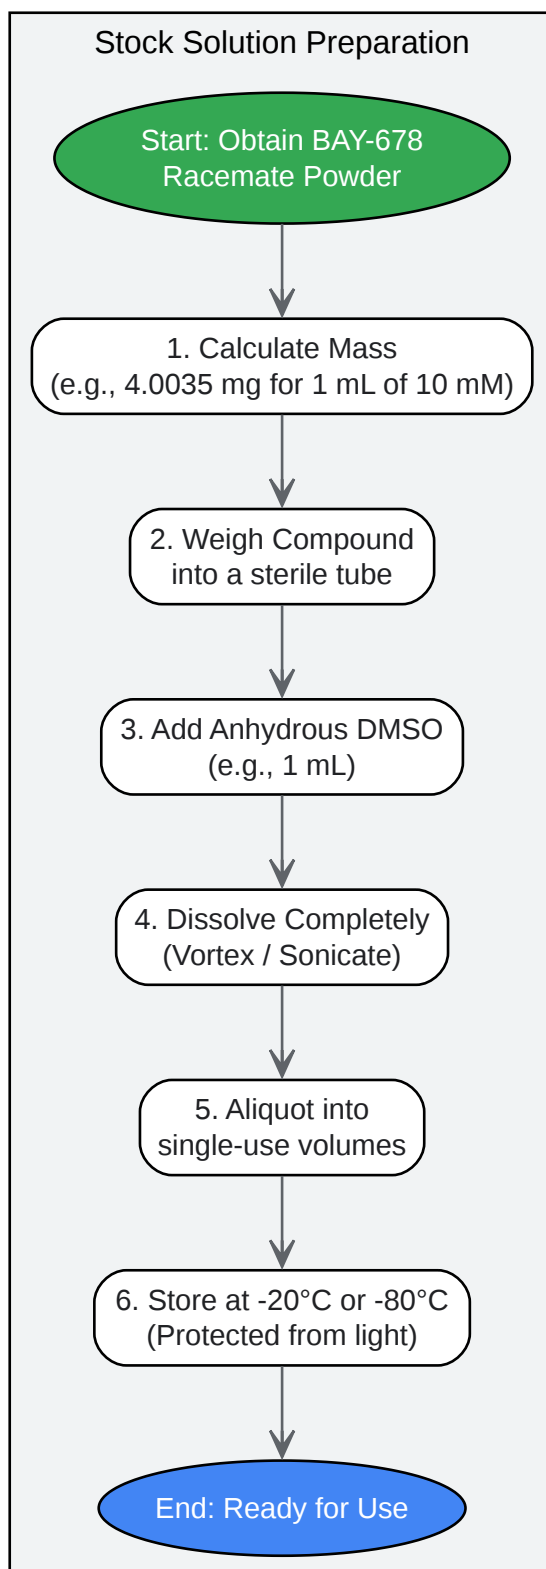 Stock Solution Preparation
Start: Obtain BAY-678
Racemate Powder
1. Calculate Mass
(e.g., 4.0035 mg for 1 mL of 10 mM)
2. Weigh Compound
into a sterile tube
3. Add Anhydrous DMSO
(e.g., 1 mL)
4. Dissolve Completely
(Vortex / Sonicate)
5. Aliquot into
single-use volumes
6. Store at -20°C or -80°C
(Protected from light)
End: Ready for Use